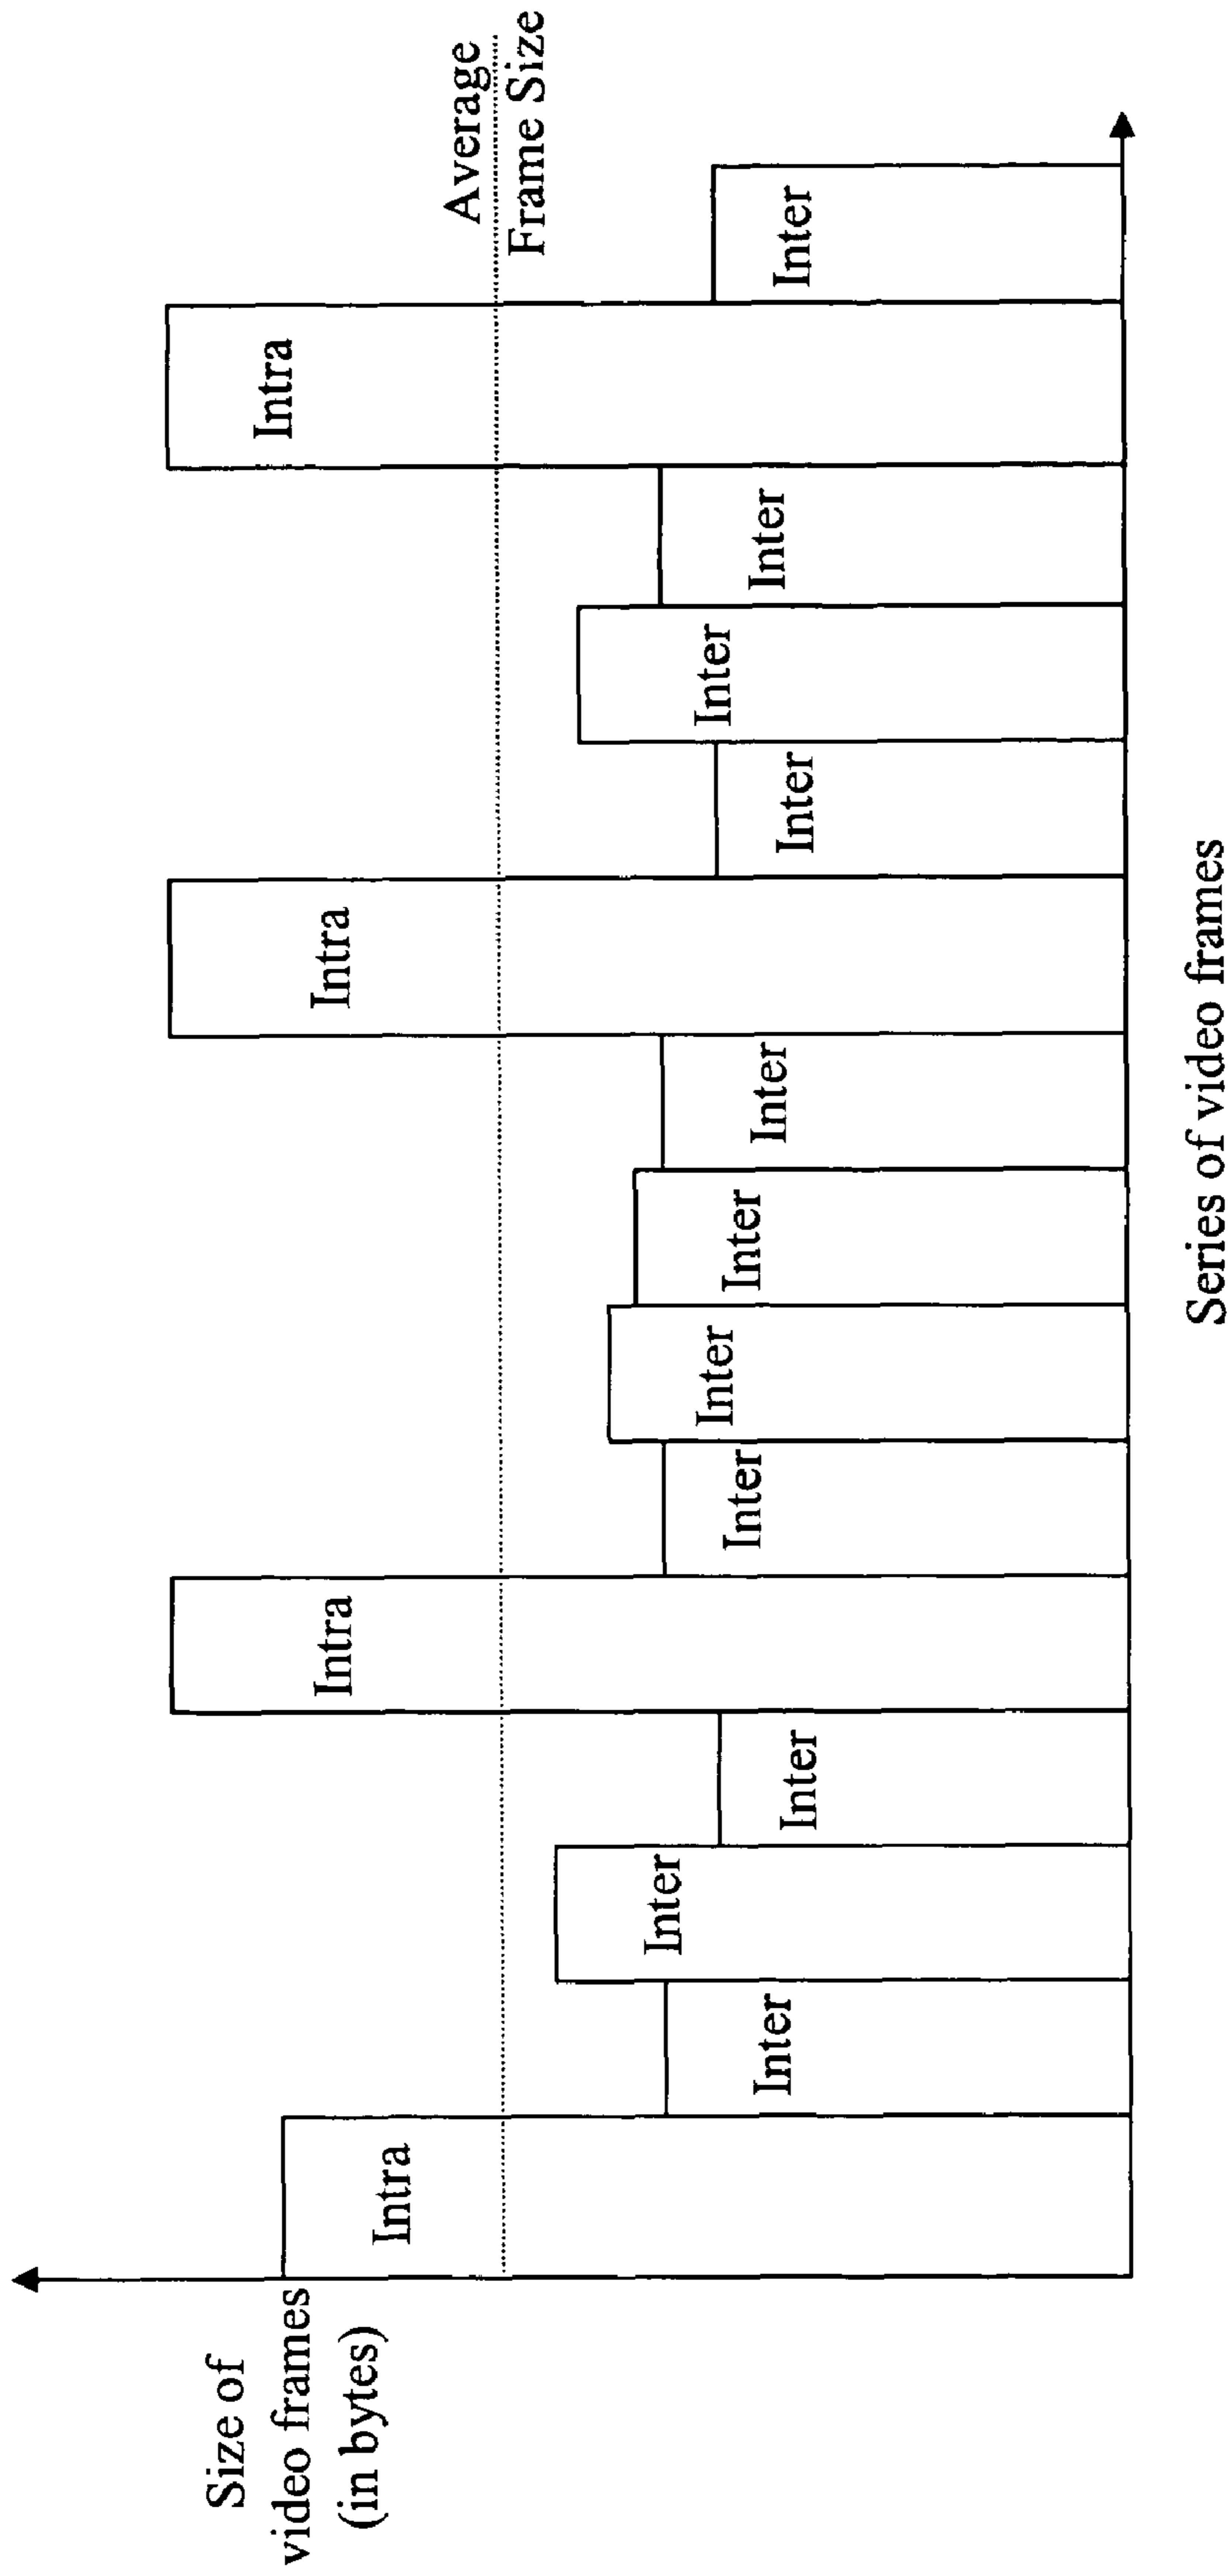 Size of
video frames
(in bytes)
Intra
Inter
Inter
Inter
Intra
Inter
Inter
Inter
Inter
Intra
Inter
Inter
Inter
Intra
Inter
Average
Frame Size
Series of video frames